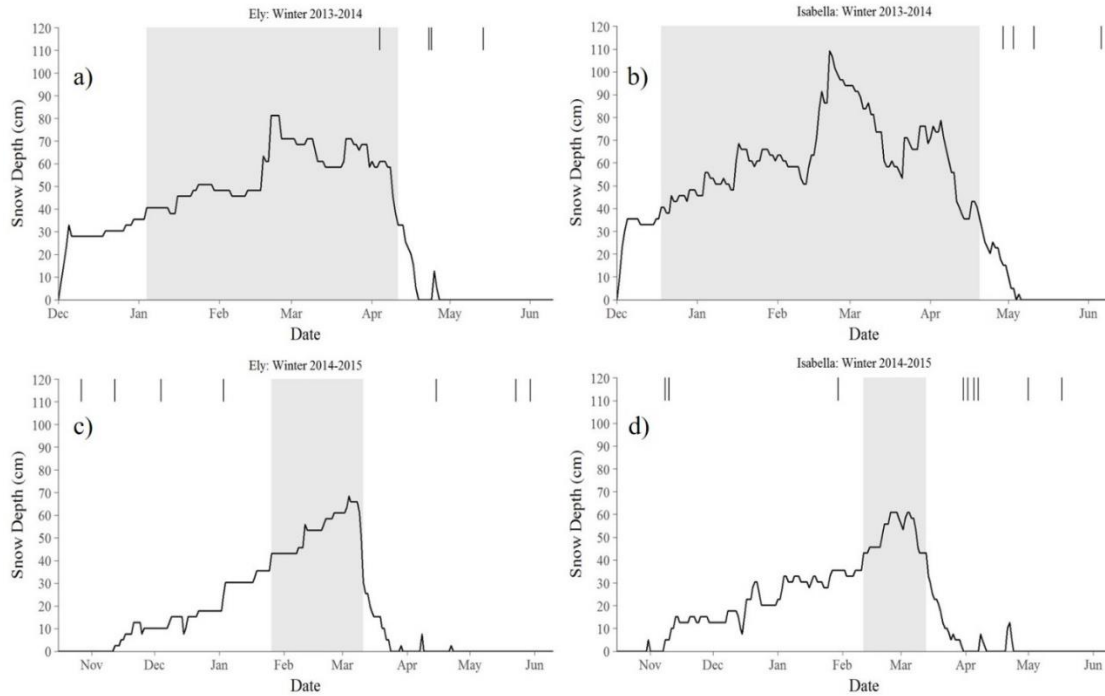 Ely: Winter 2013-2014
120
110
100
90
80
70
60
50
40
30
20
10
0
Snow Depth (cm)
a)
Dec Jan Feb Mar Apr May Jun
Date
Isabella: Winter 2013-2014
120
110
100
90
80
70
60
50
40
30
20
10
0
Snow Depth (cm)
b)
Dec Jan Feb Mar Apr May Jun
Date
Ely: Winter 2014-2015
120
110
100
90
80
70
60
50
40
30
20
10
0
Snow Depth (cm)
c)
Nov Dec Jan Feb Mar Apr May Jun
Date
Isabella: Winter 2014-2015
120
110
100
90
80
70
60
50
40
30
20
10
0
Snow Depth (cm)
d)
Nov Dec Jan Feb Mar Apr May Jun
Date